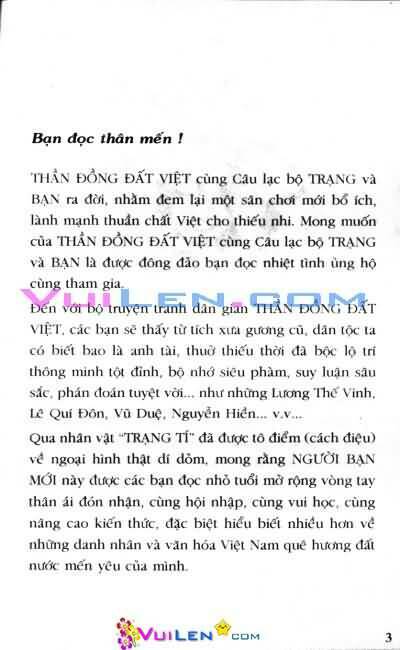 Bạn đọc thân mến !
THẦN ĐỒNG ĐẤT VIỆT cùng Câu lạc bộ TRẠNG và
BẠN ra đời, nhằm đem lại một sân chơi mới bổ ích,
lành mạnh thuần chất Việt cho thiếu nhi. Mong muốn
của THẦN ĐỒNG ĐẤT VIỆT cùng Câu lạc bộ TRẠNG
và BẠN là được đông đảo bạn đọc nhiệt tình ủng hộ
cùng tham gia.
VUILEN.COM
Đến với bộ truyện tranh dân gian THẦN ĐỒNG ĐẤT
VIỆT, các bạn sẽ thấy từ tích xưa gương cũ, dân tộc ta
có biết bao là anh tài, thuở thiếu thời đã bộc lộ trí
thông minh tột đỉnh, bộ nhớ siêu phàm, suy luận sâu
sắc, phán đoán tuyệt vời... như những Lương Thế Vinh,
Lê Quí Đôn, Vũ Duệ, Nguyễn Hiền... v.v...
Qua nhân vật "TRẠNG TÍ" đã được tô điểm (cách điệu)
về ngoại hình thật dí dỏm, mong rằng NGƯỜI BẠN
MỚI này được các bạn đọc nhỏ tuổi mở rộng vòng tay
thân ái đón nhận, cùng hội nhập, cùng vui học, cùng
nâng cao kiến thức, đặc biệt hiểu biết nhiều hơn về
những danh nhân và văn hóa Việt Nam quê hương đất
nước mến yêu của mình.
VUILEN.COM
3